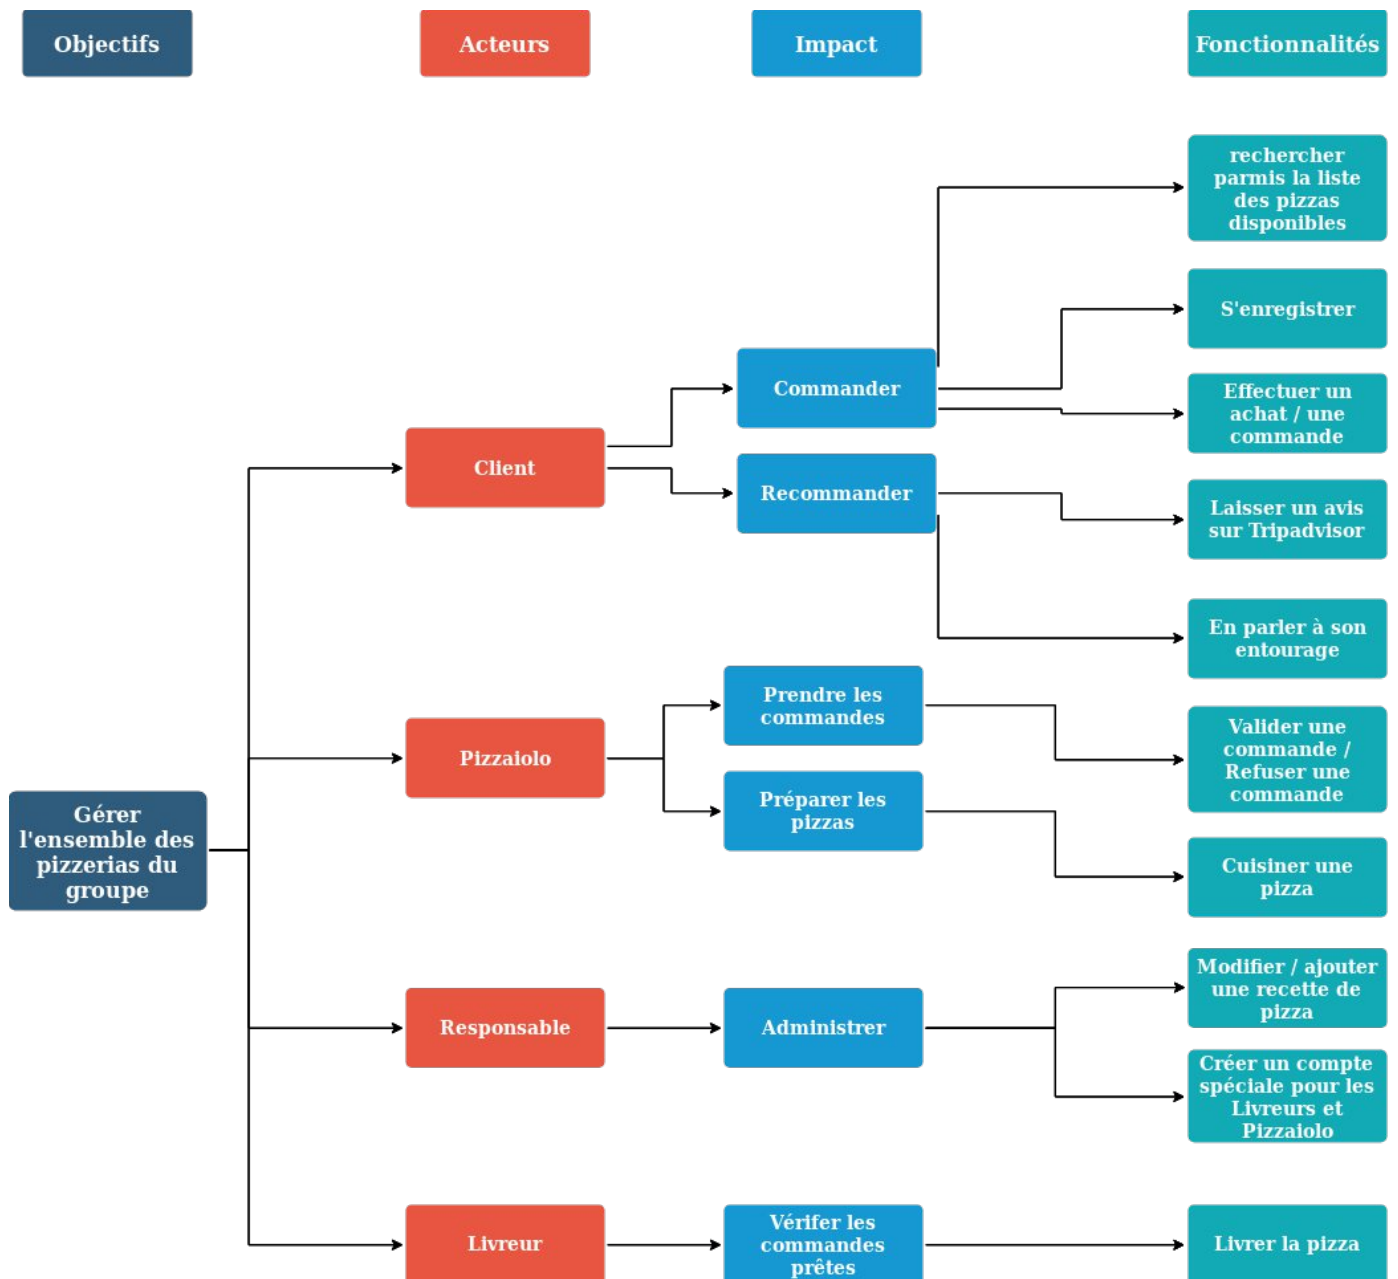 Objectifs
Acteurs
Impact
Fonctionnalités
rechercher
parmis la liste
des pizzas
disponibles
S'enregistrer
Commander
Effectuer un
achat / une
commande
Client
Recommander
Laisser un avis
sur Tripadvisor
En parler à son
entourage
Prendre les
commandes
Valider une
commande /
Refuser une
commande
Pizzaiolo
Préparer les
pizzas
Gérer
l'ensemble des
pizzerias du
groupe
Cuisiner une
pizza
Modifier / ajouter
une recette de
pizza
Responsable
Administrer
Créer un compte
spéciale pour les
Livreurs et
Pizzaiolo
Livreur
Vérifer les
commandes
prêtes
Livrer la pizza